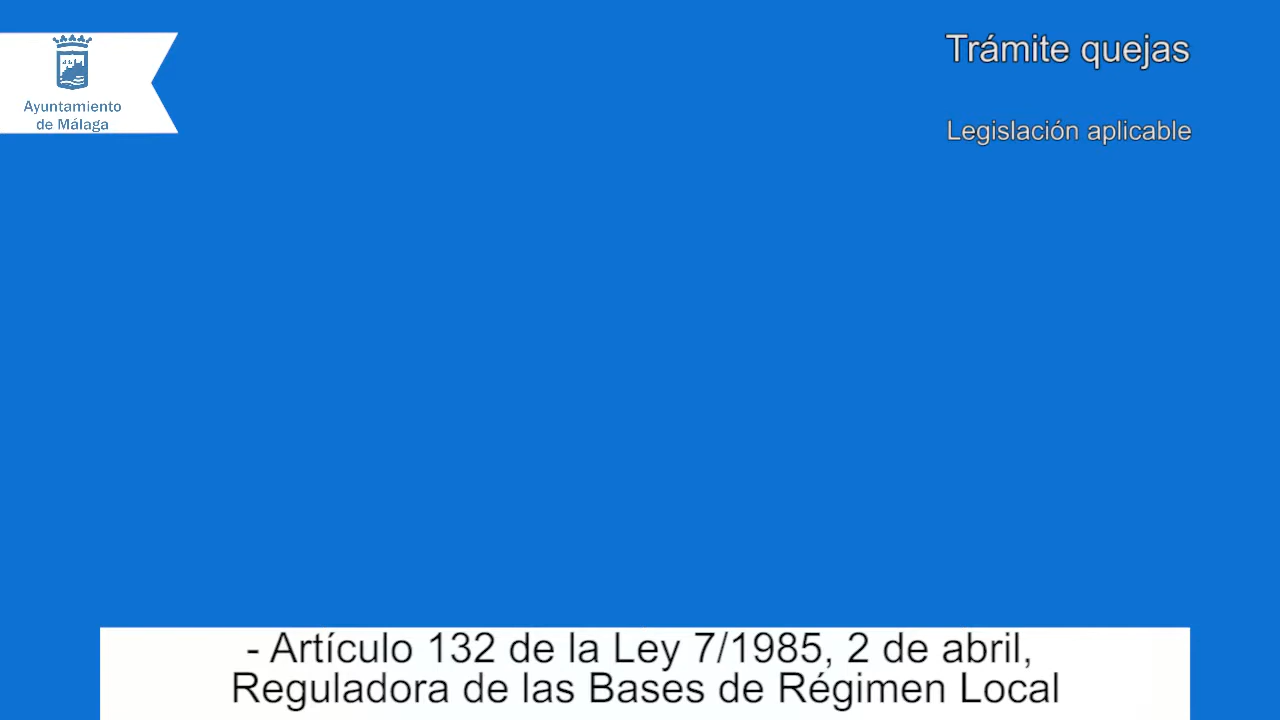 Ayuntamiento
de Málaga
Trámite quejas
Legislación aplicable
- Artículo 132 de la Ley 7/1985, 2 de abril,
Reguladora de las Bases de Régimen Local